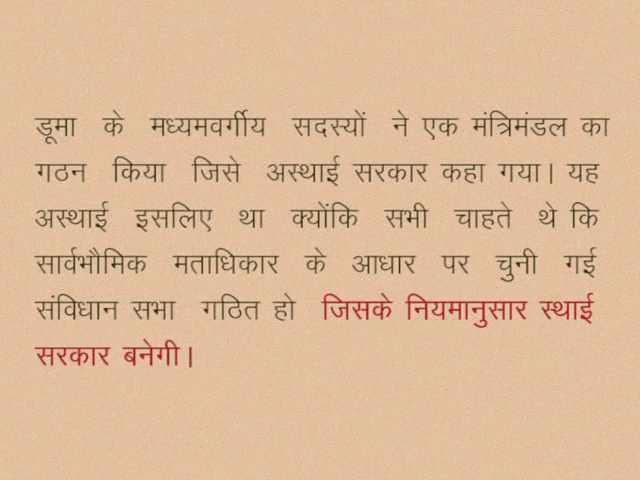 डूमा के मध्यमवर्गीय सदस्यों ने एक मंत्रिमंडल का
गठन किया जिसे अस्थाई सरकार कहा गया। यह
अस्थाई इसलिए था क्योंकि सभी चाहते थे कि
सार्वभौमिक मताधिकार के आधार पर चुनी गई
संविधान सभा गठित हो जिसके नियमानुसार स्थाई
सरकार बनेगी।